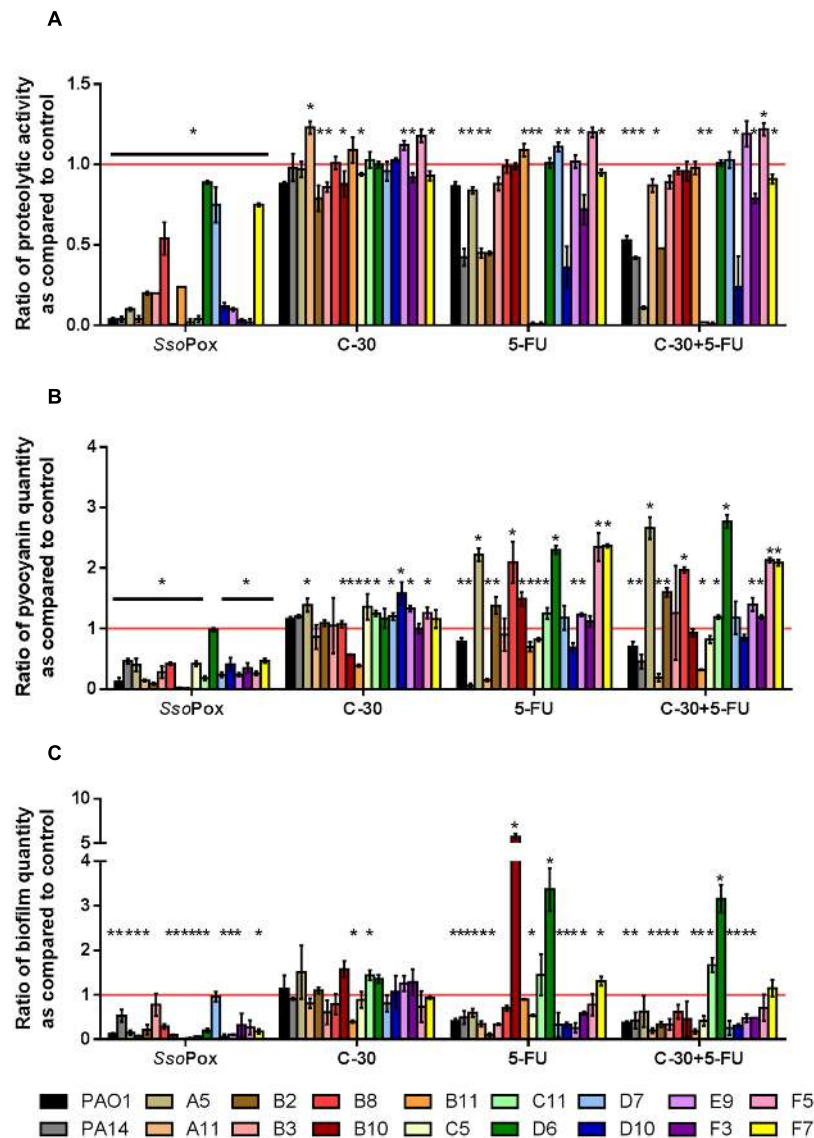 A
Ratio of proteolytic activity
as compared to control
1.5
1.0
0.5
0.0
*
* ** * * ** *
** ** *** ** * *
*** * ** * * * *
SsoPox
C-30
5-FU
C-30+5-FU
B
Ratio of pyocyanin quantity
as compared to control
4
3
2
1
0
SsoPox
C-30
5-FU
C-30+5-FU
C
Ratio of biofilm quantity
as compared to control
10
5
4
3
2
1
0
SsoPox
C-30
5-FU
C-30+5-FU
PAO1 A5 B2 B8 B11 C11 D7 E9 F5
PA14 A11 B3 B10 C5 D6 D10 F3 F7